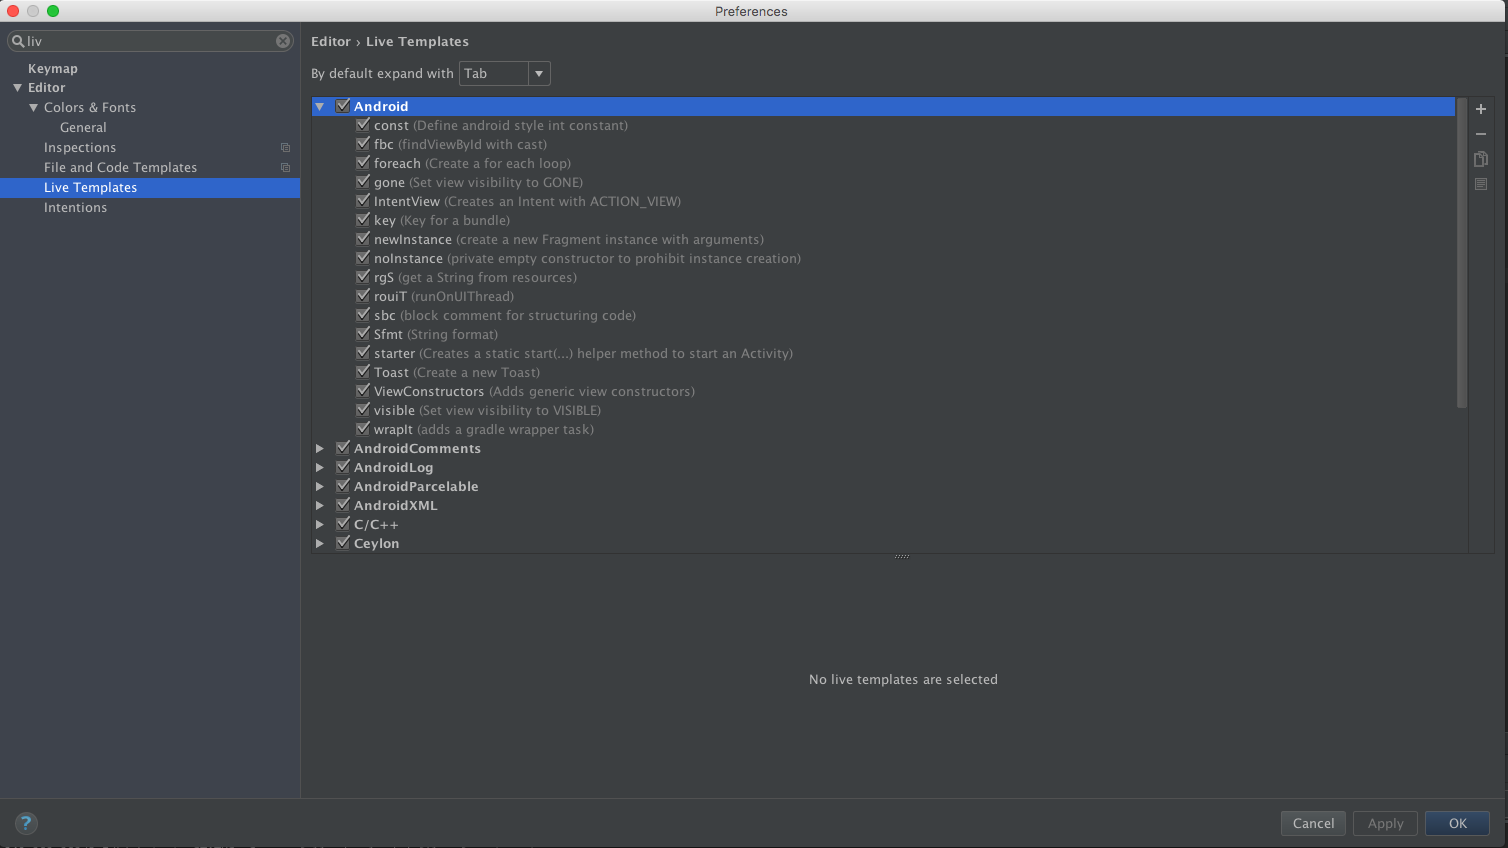 Preferences
liv
Keymap
Editor
Colors & Fonts
General
Inspections
File and Code Templates
Live Templates
Intentions
Editor › Live Templates
By default expand with Tab
Android
const (Define android style int constant)
fbc (findViewById with cast)
foreach (Create a for each loop)
gone (Set view visibility to GONE)
IntentView (Creates an Intent with ACTION_VIEW)
key (Key for a bundle)
newInstance (create a new Fragment instance with arguments)
noInstance (private empty constructor to prohibit instance creation)
rgS (get a String from resources)
rouiT (runOnUIThread)
sbc (block comment for structuring code)
Sfmt (String format)
starter (Creates a static start(...) helper method to start an Activity)
Toast (Create a new Toast)
ViewConstructors (Adds generic view constructors)
visible (Set view visibility to VISIBLE)
wrapIt (adds a gradle wrapper task)
AndroidComments
AndroidLog
AndroidParcelable
AndroidXML
C/C++
Ceylon
No live templates are selected
?
Cancel
Apply
OK